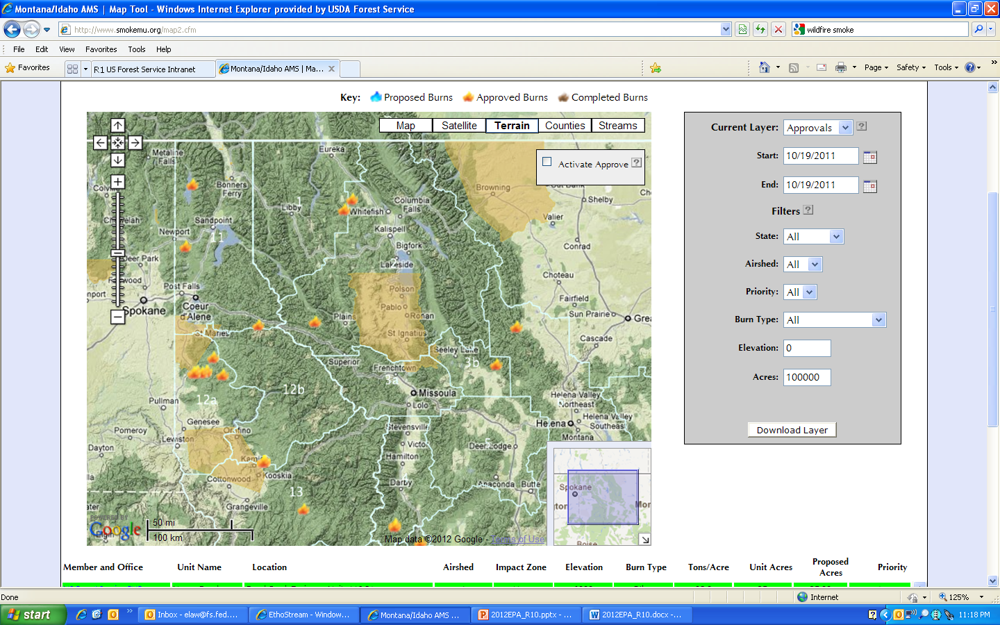 Montana/Idaho AMS | Map Tool - Windows Internet Explorer provided by USDA Forest Service
http://www.smokemu.org/map2.cfm
wildfire smoke
File Edit View Favorites Tools Help
Favorites
R1 US Forest Service Intranet
Montana/Idaho AMS | Ma...
Page Safety Tools
Key: Proposed Burns Approved Burns Completed Burns
Map Satellite Terrain Counties Streams
Activate Approve ?
Metaline Falls
Eureka
Bonners Ferry
Libby
1
Whitefish
Columbia Falls
Browning
Shelby
Sandpoint
Newport
11
Kalispell
Valier
Bigfork
Conrad
Deer Park
Lakeside
Choteau
Post Falls
Polson
Spokane
Coeur Alene
Pablo
Ronan
Fairfield
Sun Prairie
Plains
St Ignatius
Cascade
Seeley Lake
Superior
Frenchtown
3b
3a
12b
Missoula
Pullman
12a
Lolo
Helena Valley Northeast
Genesee
Stevensville
Helena
Helena Valley Southeast
Pomeroy
Lewiston
Montana
Dayton
Victor
Deer Lodge
Hamilton
Kooskia
Cottonwood
Darby
Anaconda
Butte
13
Grangeville
POWERED BY
Google
50 mi
100 km
Map data ©2012 Google - Terms of Use
Spokane
Boise
Current Layer: Approvals ?
Start: 10/19/2011
End: 10/19/2011
Filters ?
State: All
Airshed: All
Priority: All
Burn Type: All
Elevation: 0
Acres: 100000
Download Layer
Member and Office Unit Name Location Airshed Impact Zone Elevation Burn Type Tons/Acre Unit Acres Proposed Acres Priority
Done
Internet
125%
start
Inbox - elaw@fs.fed....
EthoStream - Window...
Montana/Idaho AMS ...
2012EPA_R10.pptx - ...
2012EPA_R10.docx -...
11:18 PM